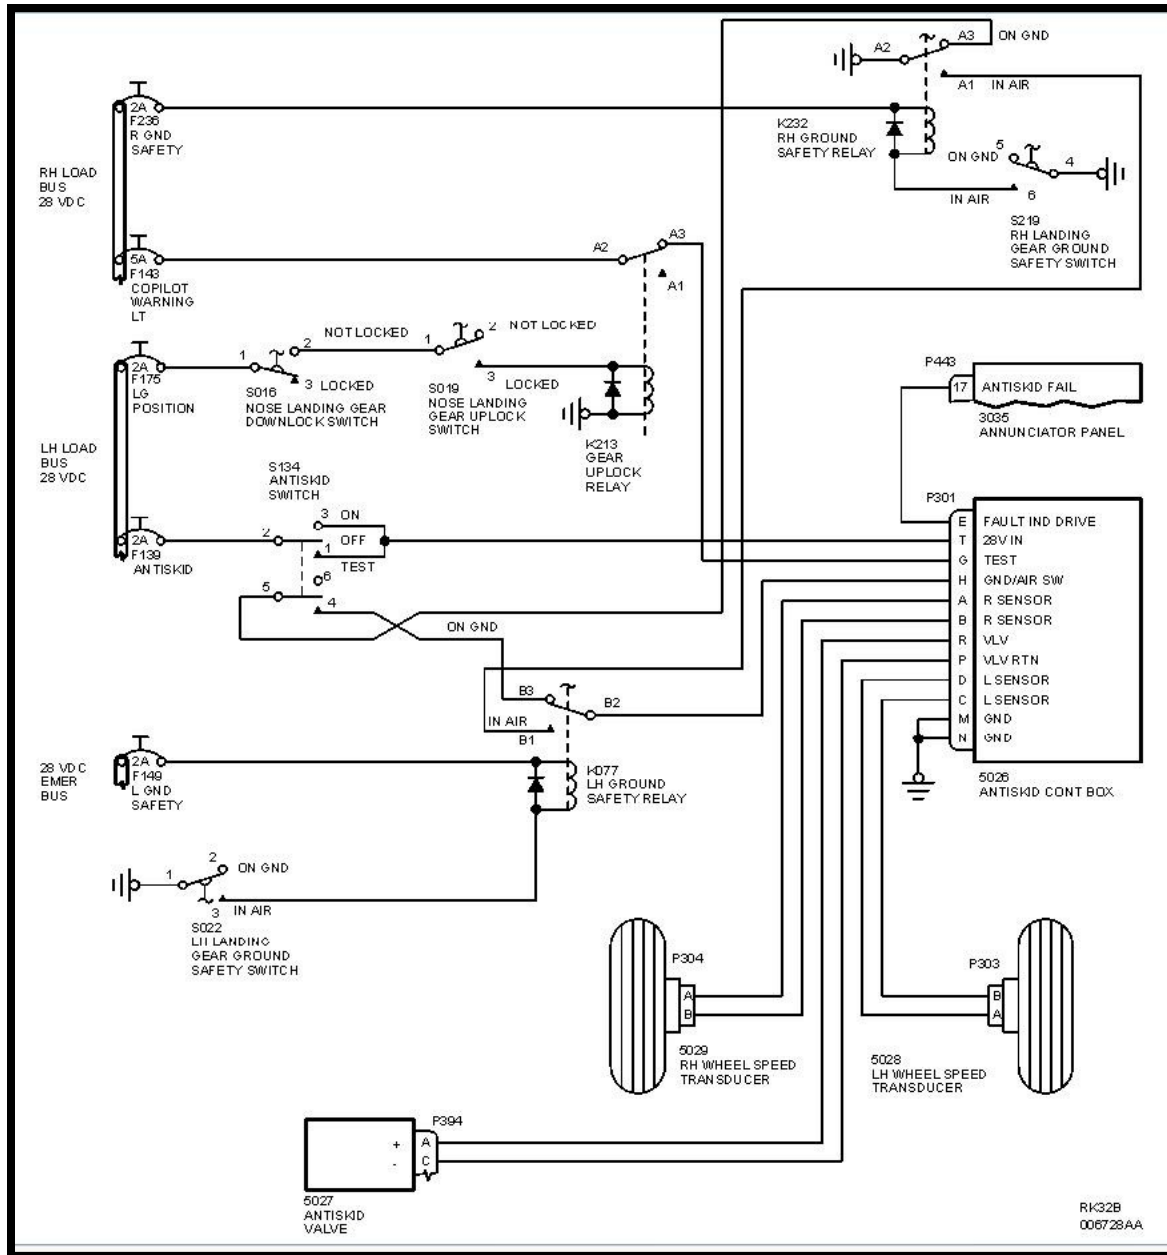 A3 ON GND
A2
A1 IN AIR
2A
F236
R GND
SAFETY
K232
RH GROUND
SAFETY RELAY
RH LOAD
BUS
28 VDC
ON GND 5
4
IN AIR
6
S219
RH LANDING
GEAR GROUND
SAFETY SWITCH
5A
F143
COPILOT
WARNING
LT
A2 A3
A1
2A
F175
LG
POSITION
1 2 NOT LOCKED
3 LOCKED
S016
NOSE LANDING GEAR
DOWNLOCK SWITCH
1 2 NOT LOCKED
3 LOCKED
S019
NOSE LANDING
GEAR UPLOCK
SWITCH
K213
GEAR
UPLOCK
RELAY
P443
17 ANTISKID FAIL
3035
ANNUNCIATOR PANEL
LH LOAD
BUS
28 VDC
S134
ANTISKID
SWITCH
2A
F139
ANTISKID
2 3 ON
OFF
1
TEST
6
5
4
ON GND
P301
E FAULT IND DRIVE
T 28V IN
G TEST
H GND/AIR SW
A R SENSOR
B R SENSOR
R VLV
P VLV RTN
D L SENSOR
C L SENSOR
M GND
N GND
5026
ANTISKID CONT BOX
B3
B2
IN AIR
B1
28 VDC
EMER
BUS
2A
F149
L GND
SAFETY
K077
LH GROUND
SAFETY RELAY
1 2 ON GND
3 IN AIR
S022
LH LANDING
GEAR GROUND
SAFETY SWITCH
P304
A
B
5029
RH WHEEL SPEED
TRANSDUCER
P303
B
A
5028
LH WHEEL SPEED
TRANSDUCER
P394
+ A
- C
5027
ANTISKID
VALVE
RK32B
006728AA